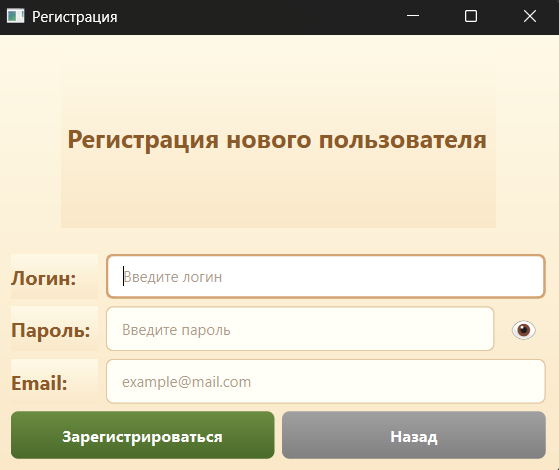 Регистрация
Регистрация нового пользователя
Логин:
Введите логин
Пароль:
Введите пароль
Email:
example@mail.com
Зарегистрироваться
Назад